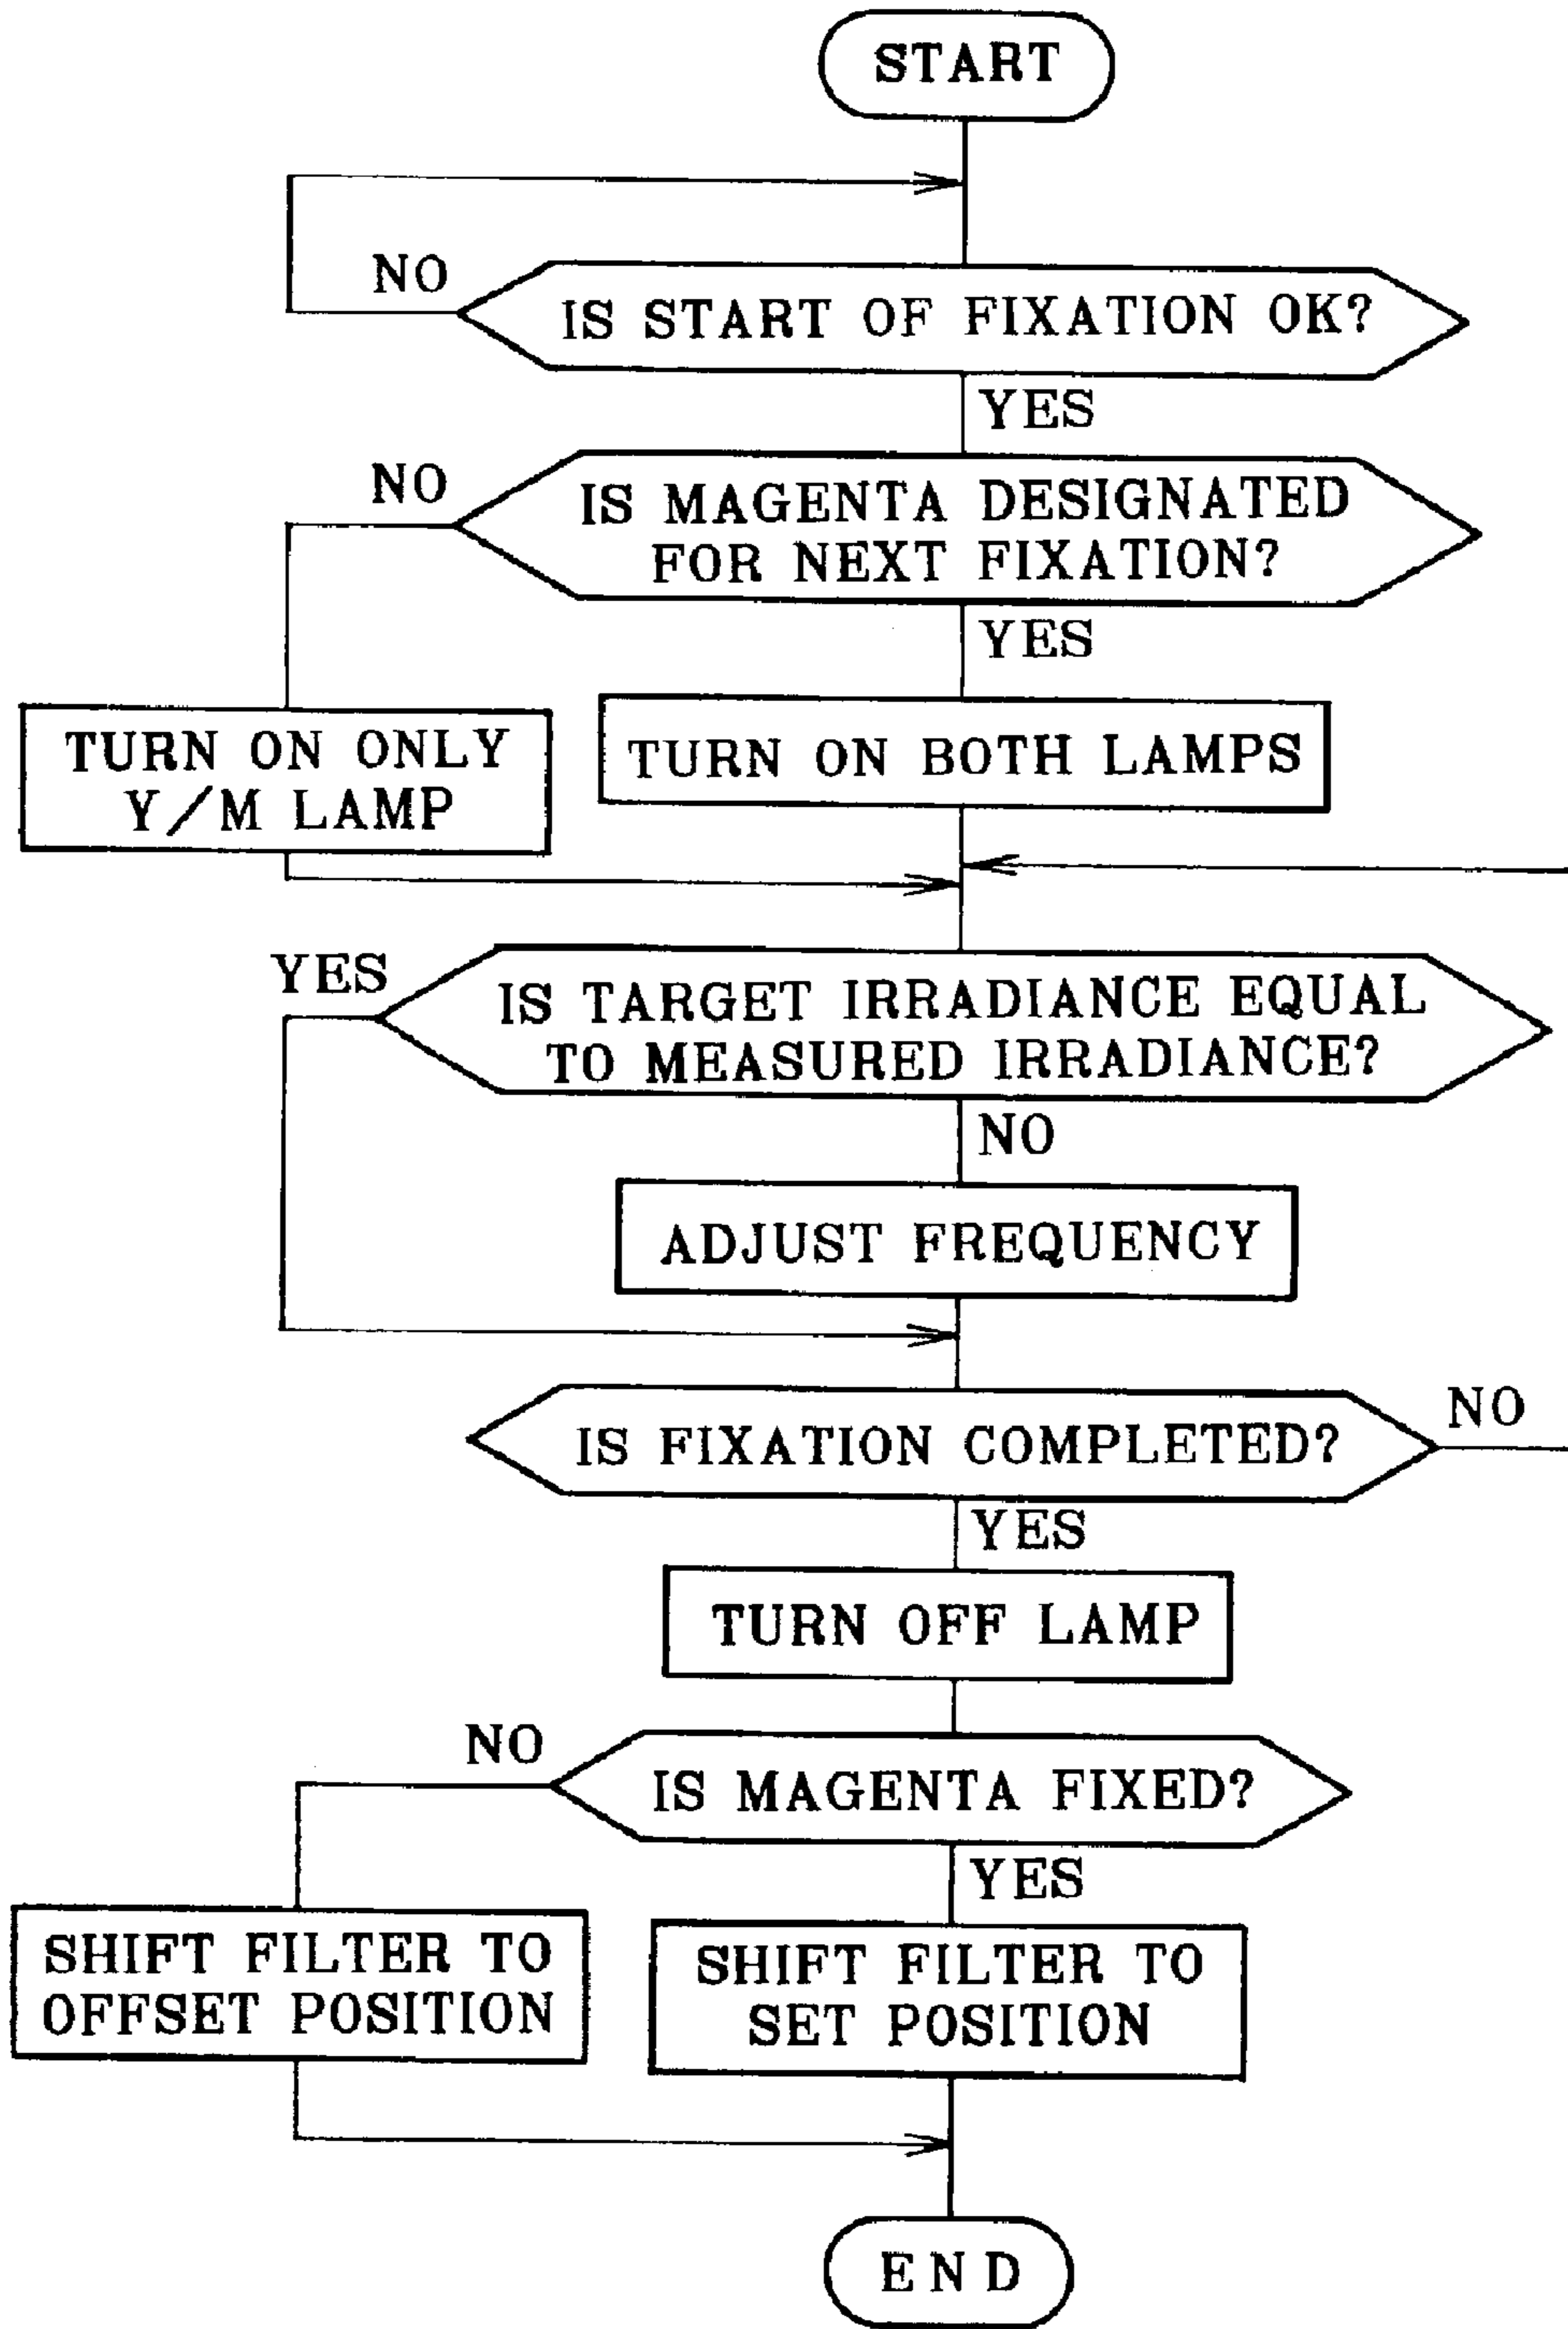 START
NO
IS START OF FIXATION OK?
YES
NO
IS MAGENTA DESIGNATED
FOR NEXT FIXATION?
YES
TURN ON ONLY
Y/M LAMP
TURN ON BOTH LAMPS
YES
IS TARGET IRRADIANCE EQUAL
TO MEASURED IRRADIANCE?
NO
ADJUST FREQUENCY
IS FIXATION COMPLETED?
NO
YES
TURN OFF LAMP
NO
IS MAGENTA FIXED?
YES
SHIFT FILTER TO
OFFSET POSITION
SHIFT FILTER TO
SET POSITION
END